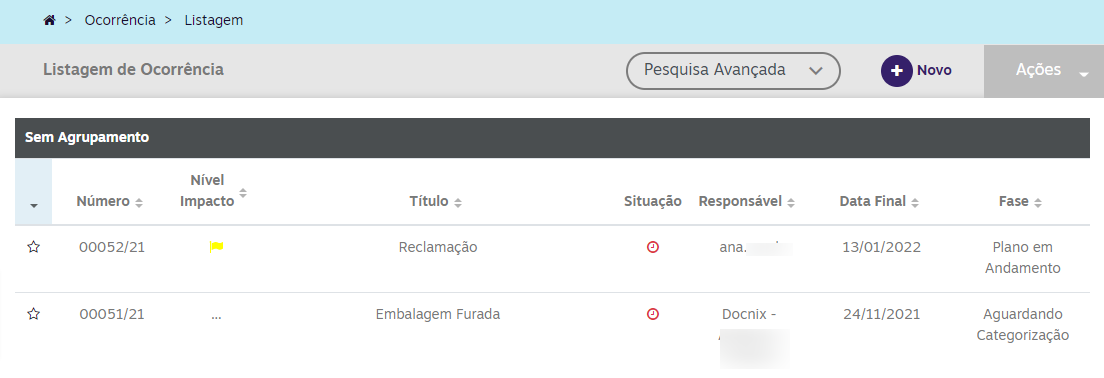 > Ocorrência > Listagem
Listagem de Ocorrência Pesquisa Avançada Novo Ações
Sem Agrupamento
Número Nível Impacto Título Situação Responsável Data Final Fase
00052/21 Reclamação ana. 13/01/2022 Plano em Andamento
00051/21 ... Embalagem Furada Docnix - 24/11/2021 Aguardando Categorização